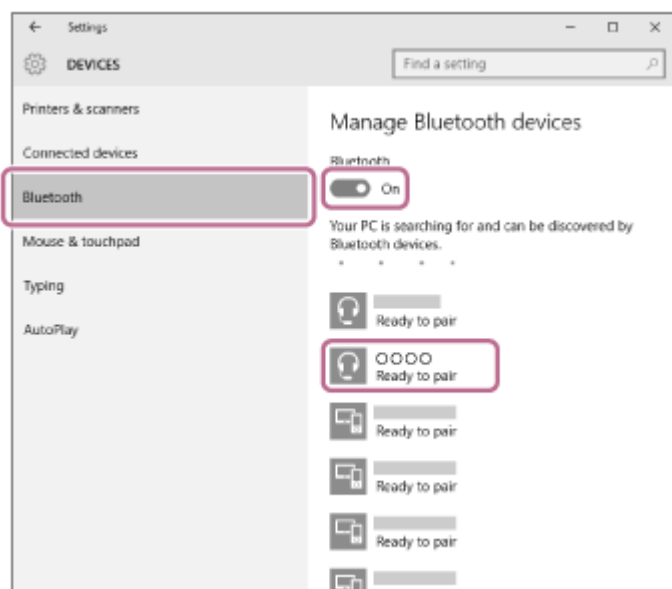 Settings
DEVICES
Find a setting
Printers & scanners
Connected devices
Bluetooth
Mouse & touchpad
Typing
AutoPlay
Manage Bluetooth devices
Bluetooth
On
Your PC is searching for and can be discovered by
Bluetooth devices.
Ready to pair
OOOO
Ready to pair
Ready to pair
Ready to pair
Ready to pair